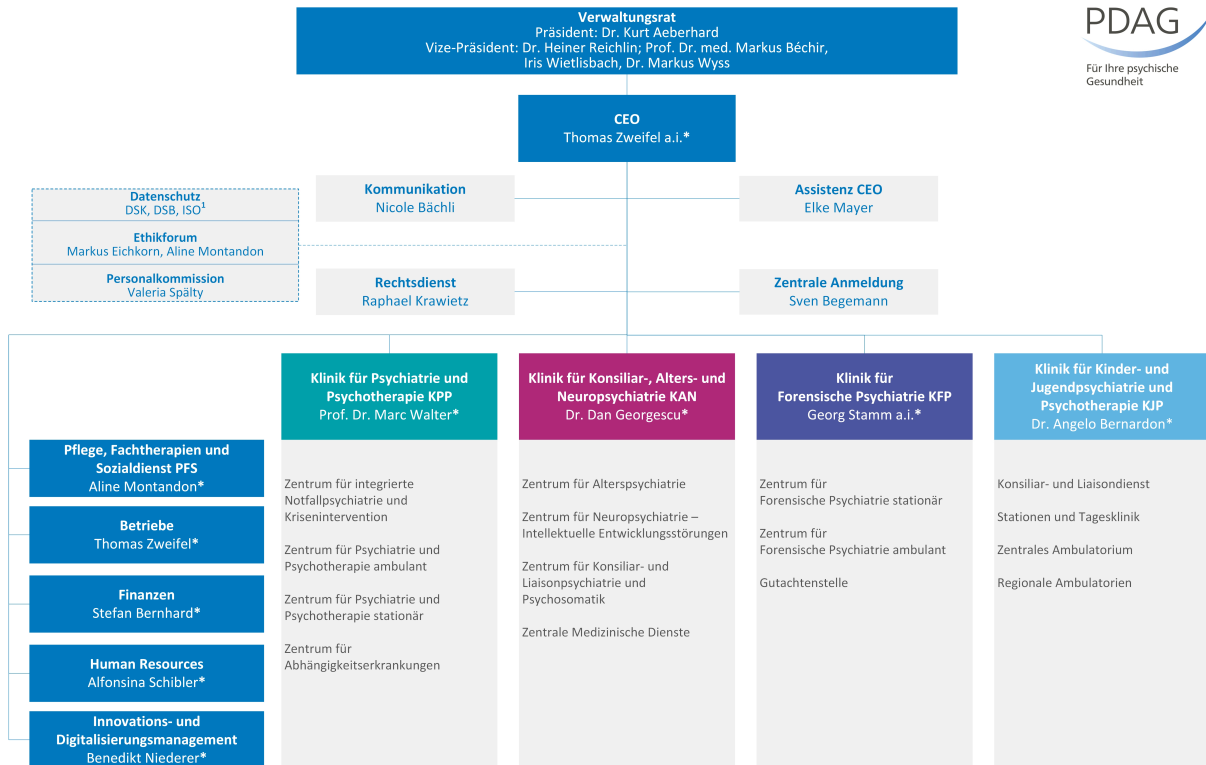 Verwaltungsrat
Präsident: Dr. Kurt Aeberhard
Vize-Präsident: Dr. Heiner Reichlin; Prof. Dr. med. Markus Béchir,
Iris Wietlisbach, Dr. Markus Wyss
PDAG
Für Ihre psychische
Gesundheit
CEO
Thomas Zweifel a.i.*
Kommunikation
Nicole Bächli
Assistenz CEO
Elke Mayer
Datenschutz
DSK, DSB, ISO¹
Ethikforum
Markus Eichkorn, Aline Montandon
Personalkommission
Valeria Spälty
Rechtsdienst
Raphael Krawietz
Zentrale Anmeldung
Sven Begemann
Pflege, Fachtherapien und
Sozialdienst PFS
Aline Montandon*
Betriebe
Thomas Zweifel*
Finanzen
Stefan Bernhard*
Human Resources
Alfonsina Schibler*
Innovations- und
Digitalisierungsmanagement
Benedikt Niederer*
Klinik für Psychiatrie und
Psychotherapie KPP
Prof. Dr. Marc Walter*
Zentrum für integrierte
Notfallpsychiatrie und
Krisenintervention
Zentrum für Psychiatrie und
Psychotherapie ambulant
Zentrum für Psychiatrie und
Psychotherapie stationär
Zentrum für
Abhängigkeitserkrankungen
Klinik für Konsiliar-, Alters- und
Neuropsychiatrie KAN
Dr. Dan Georgescu*
Zentrum für Alterspsychiatrie
Zentrum für Neuropsychiatrie –
Intellektuelle Entwicklungsstörungen
Zentrum für Konsiliar- und
Liaisonpsychiatrie und
Psychosomatik
Zentrale Medizinische Dienste
Klinik für
Forensische Psychiatrie KFP
Georg Stamm a.i.*
Zentrum für
Forensische Psychiatrie stationär
Zentrum für
Forensische Psychiatrie ambulant
Gutachtenstelle
Klinik für Kinder- und
Jugendpsychiatrie und
Psychotherapie KJP
Dr. Angelo Bernardon*
Konsiliar- und Liaisondienst
Stationen und Tagesklinik
Zentrales Ambulatorium
Regionale Ambulatorien